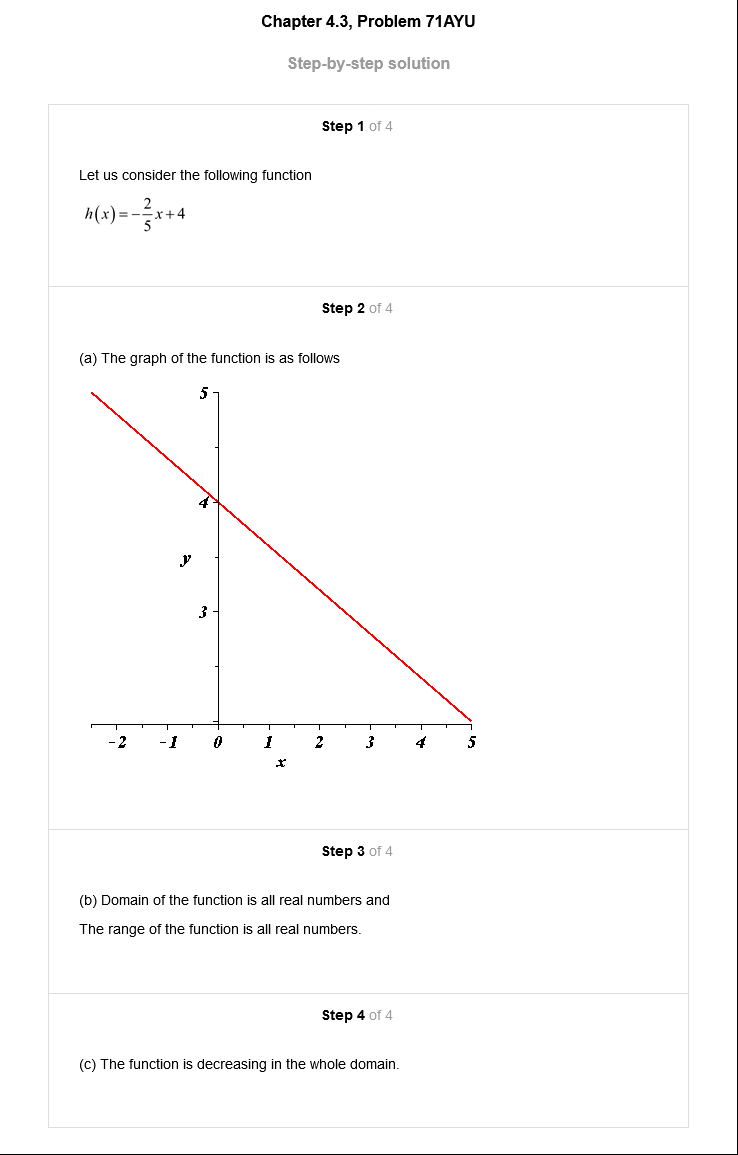 Chapter 4.3, Problem 71AYU
Step-by-step solution
Step 1 of 4
Let us consider the following function
h(x)=-2/5x+4
Step 2 of 4
(a) The graph of the function is as follows
5
4
y
3
-2 -1 0 1 2 3 4 5
x
Step 3 of 4
(b) Domain of the function is all real numbers and
The range of the function is all real numbers.
Step 4 of 4
(c) The function is decreasing in the whole domain.